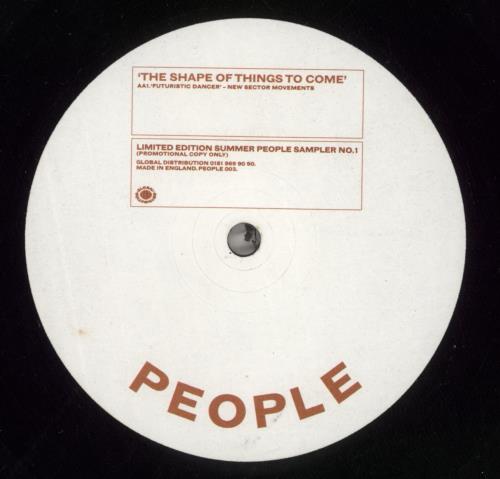 'THE SHAPE OF THINGS TO COME'
AA1. 'FUTURISTIC DANCER' - NEW SECTOR MOVEMENTS
LIMITED EDITION SUMMER PEOPLE SAMPLER NO.1
(PROMOTIONAL COPY ONLY)
GLOBAL DISTRIBUTION 0181 969 90 90.
MADE IN ENGLAND. PEOPLE 003.
PEOPLE